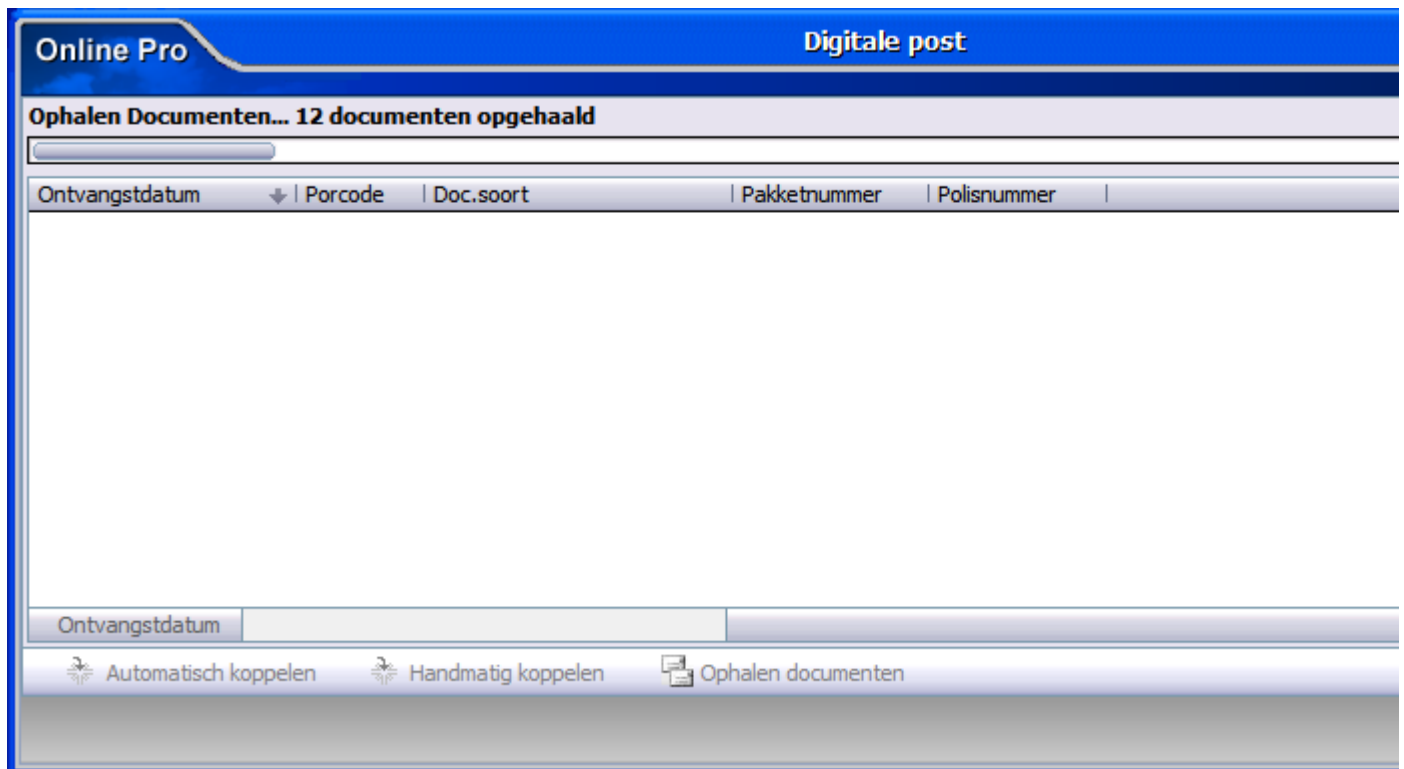 Online Pro
Digitale post
Ophalen Documenten... 12 documenten opgehaald
Ontvangstdatum Porcode Doc.soort Pakketnummer Polisnummer
Ontvangstdatum
Automatisch koppelen Handmatig koppelen Ophalen documenten